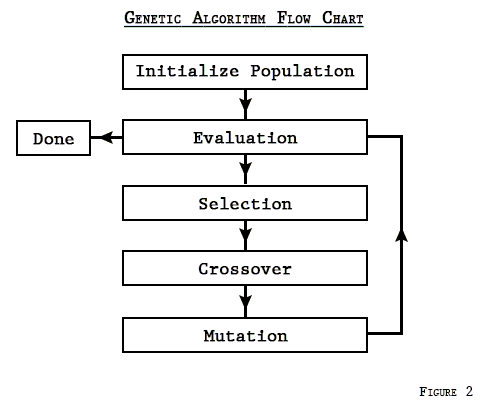 Genetic Algorithm Flow Chart
Initialize Population
Done
Evaluation
Selection
Crossover
Mutation
Figure 2